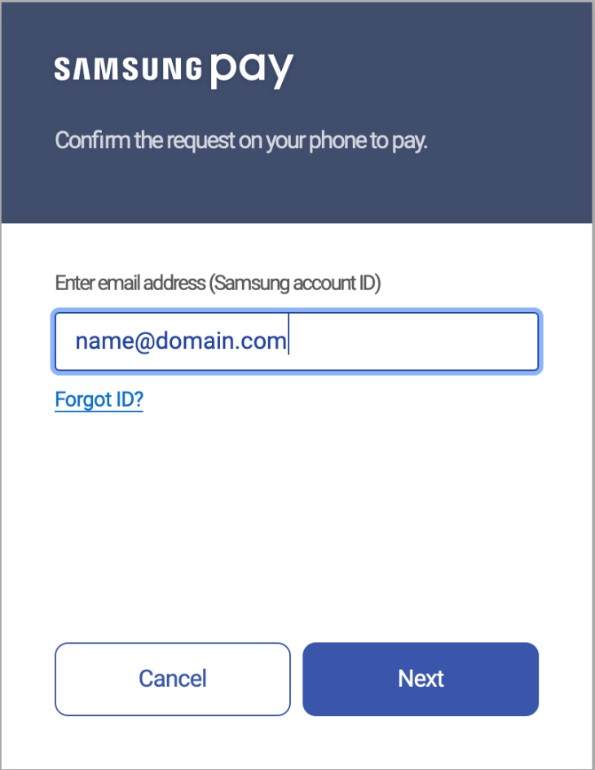 SAMSUNG pay
Confirm the request on your phone to pay.
Enter email address (Samsung account ID)
name@domain.com
Forgot ID?
Cancel
Next